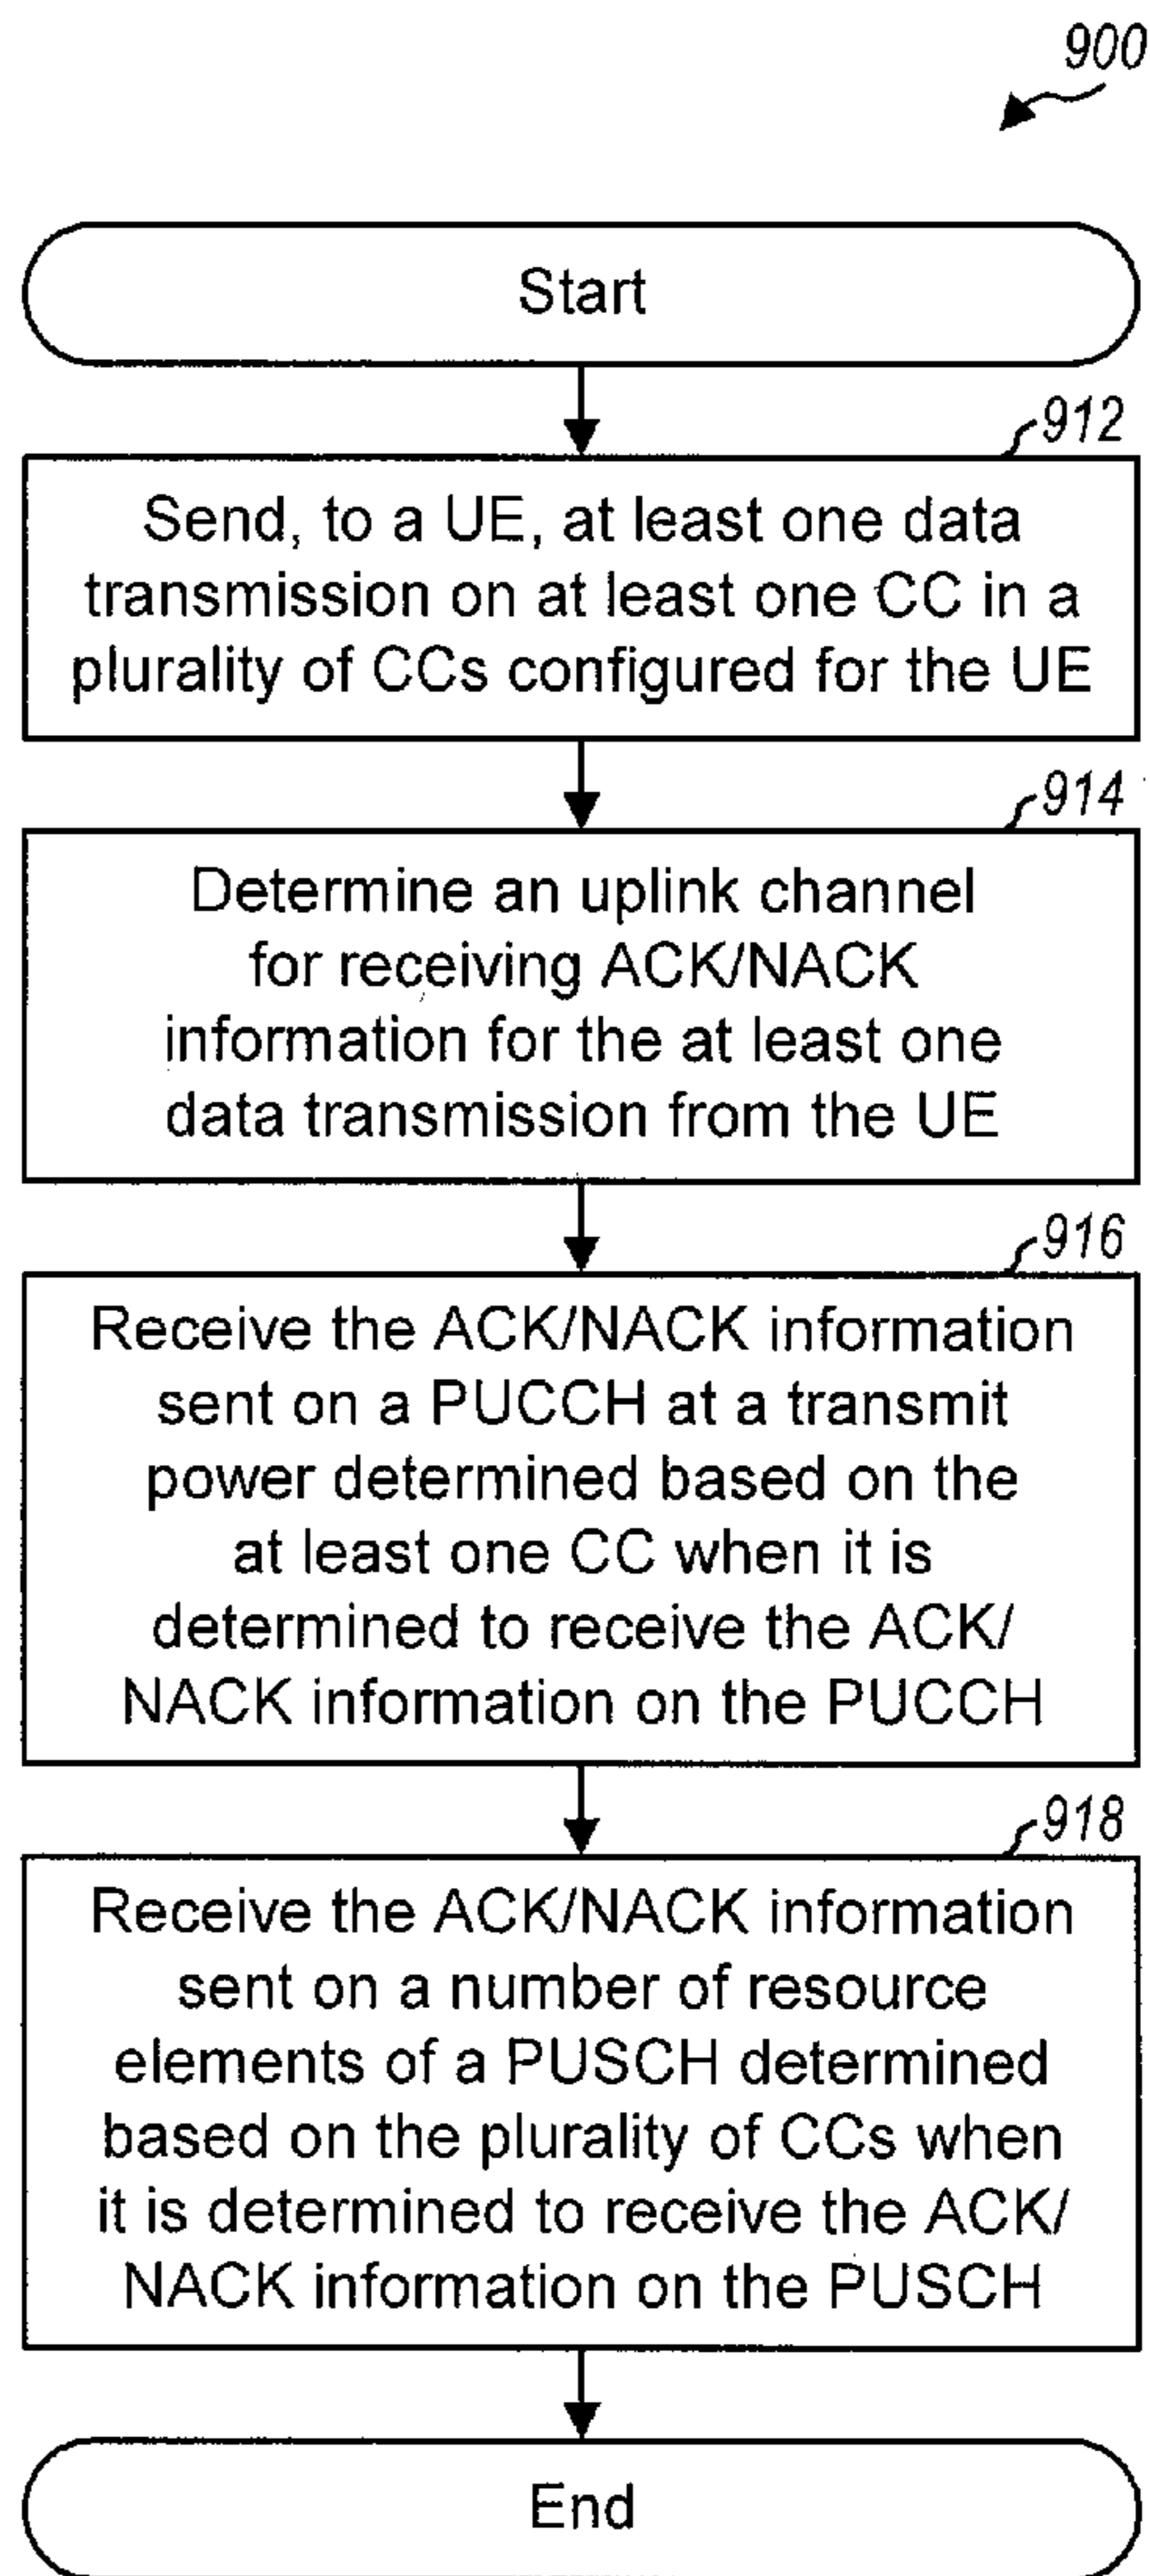 900
Start
912
Send, to a UE, at least one data
transmission on at least one CC in a
plurality of CCs configured for the UE
914
Determine an uplink channel
for receiving ACK/NACK
information for the at least one
data transmission from the UE
916
Receive the ACK/NACK information
sent on a PUCCH at a transmit
power determined based on the
at least one CC when it is
determined to receive the ACK/
NACK information on the PUCCH
918
Receive the ACK/NACK information
sent on a number of resource
elements of a PUSCH determined
based on the plurality of CCs when
it is determined to receive the ACK/
NACK information on the PUSCH
End